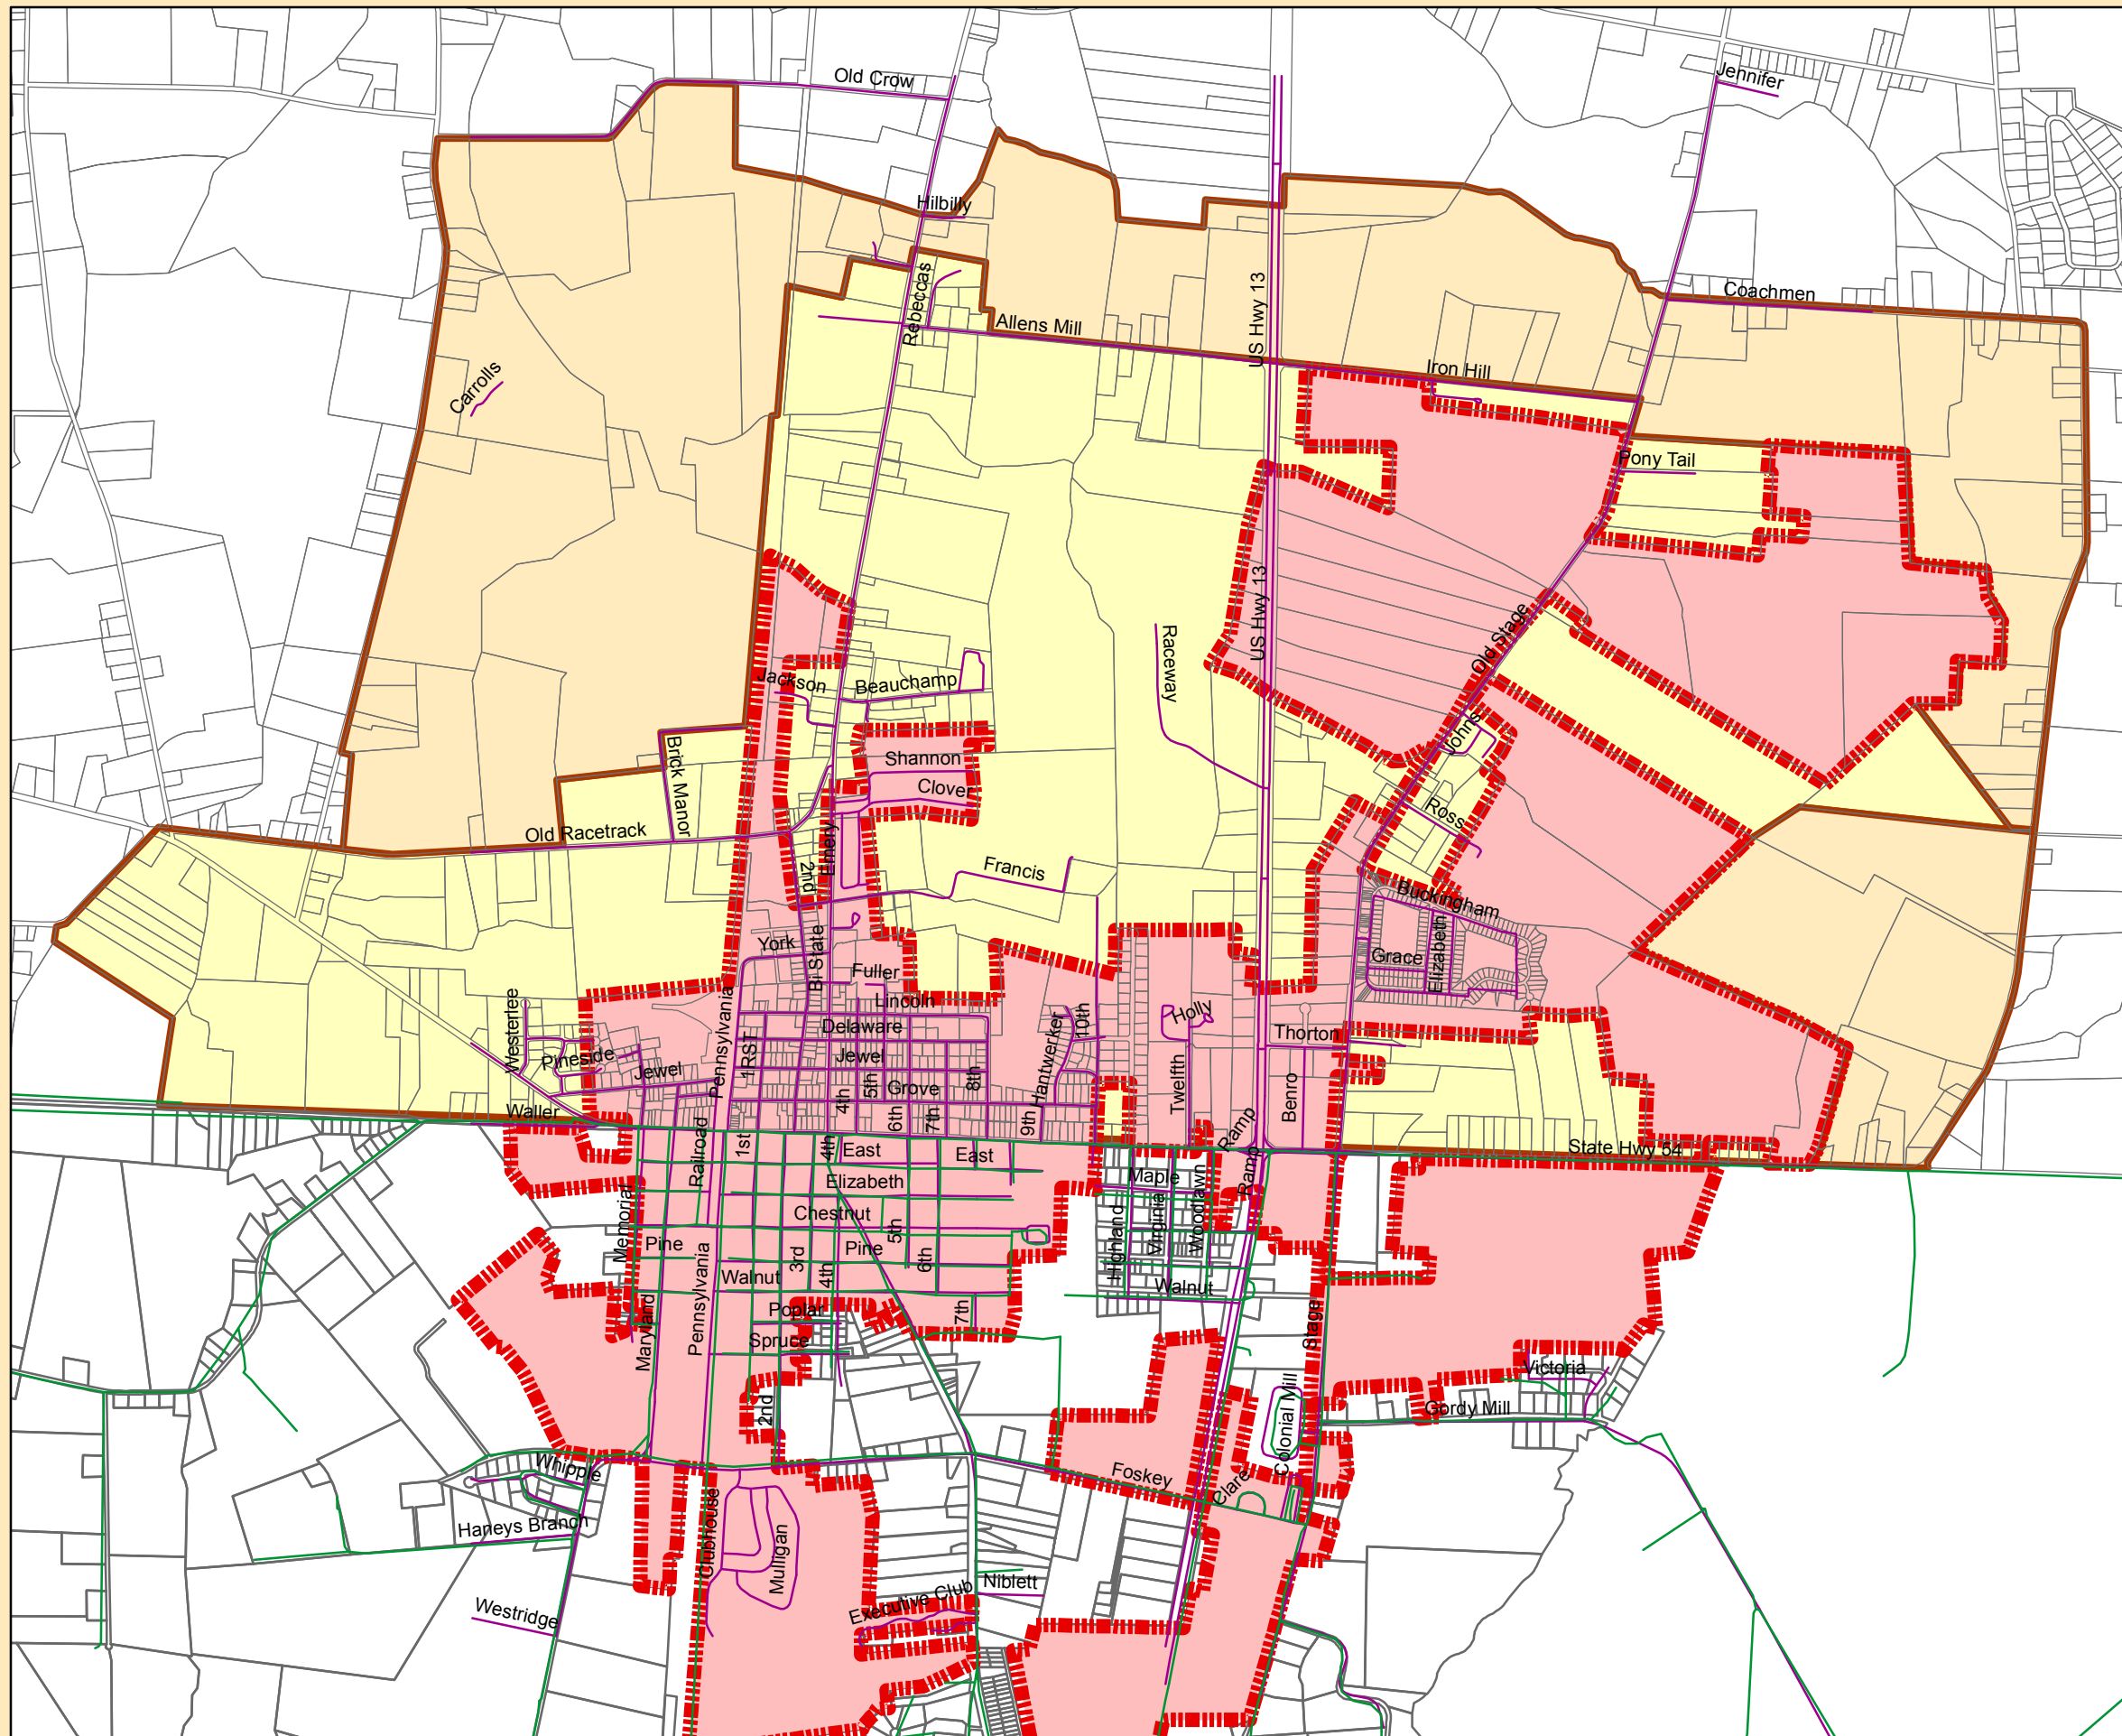 Old Crow
Jennifer
Hilbilly
Rebeccas
US Hwy 13
Coachmen
Allens Mill
Iron Hill
Carrolls
Pony Tail
US Hwy 13
Old Stage
Raceway
Jackson
Beauchamp
Johns
Brick Manor
Shannon
Clover
Old Racetrack
Emery
2nd
Ross
Francis
Buckingham
York
Bi State
Elizabeth
Grace
Fuller
Lincoln
Westerlee
Pennsylvania
Holly
10th
Delaware
Thorton
Hantwerker
1RST
Pineside
Jewel
Jewel
Grove
8th
5th
4th
Twelfth
Benro
Waller
6th
7th
9th
Ramp
Railroad
1st
4th
East
East
State Hwy 54
Ramp
Maple
Elizabeth
Memorial
Chestnut
5th
Highland
Virginia
Woodlawn
Pine
Pine
3rd
6th
4th
Walnut
Walnut
Pennsylvania
Poplar
7th
Stage
Maryland
Spruce
Victoria
2nd
Colonial Mill
Gordy Mill
Whipple
Foskey
Clare
Clubhouse
Haneys Branch
Mulligan
Niblett
Executive Club
Westridge